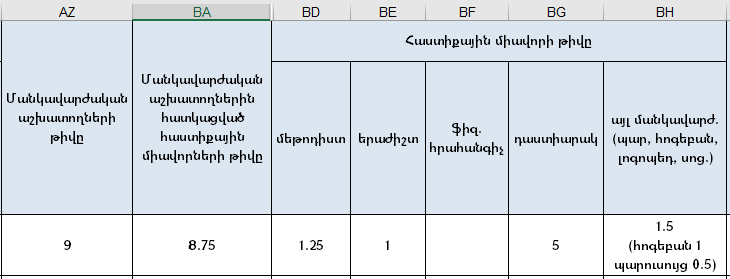 AZ BA BD BE BF BG BH
Հաստիքային միավորի թիվը
Մանկավարժական
աշխատողների
թիվը
Մանկավարժական
աշխատողներին
հատկացված
հաստիքային
միավորների թիվը
մեթոդիստ
երաժիշտ
ֆիզ.
հրահանգիչ
դաստիարակ
այլ մանկավարժ.
(պար, հոգեբան,
լոգոպեդ, սոց.)
9
8.75
1.25
1
5
1.5
(հոգեբան 1
պարուսույց 0.5)